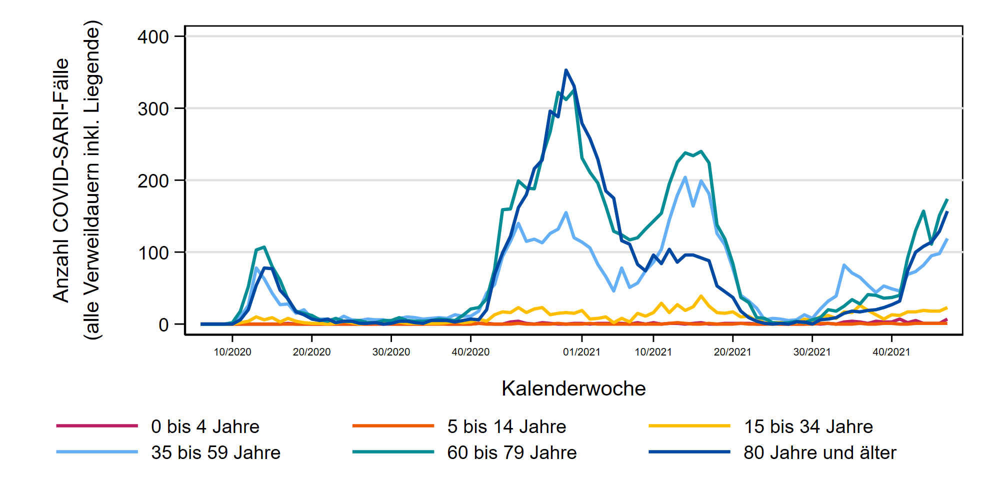 Anzahl COVID-SARI-Fälle
(alle Verweildauern inkl. Liegende)
400
300
200
100
0
10/2020 20/2020 30/2020 40/2020 01/2021 10/2021 20/2021 30/2021 40/2021
Kalenderwoche
0 bis 4 Jahre 5 bis 14 Jahre 15 bis 34 Jahre
35 bis 59 Jahre 60 bis 79 Jahre 80 Jahre und älter